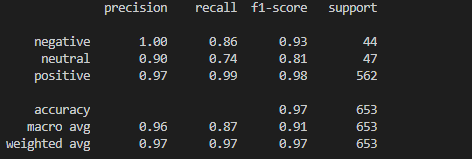 precision recall f1-score support
negative 1.00 0.86 0.93 44
neutral 0.90 0.74 0.81 47
positive 0.97 0.99 0.98 562
accuracy 0.97 653
macro avg 0.96 0.87 0.91 653
weighted avg 0.97 0.97 0.97 653